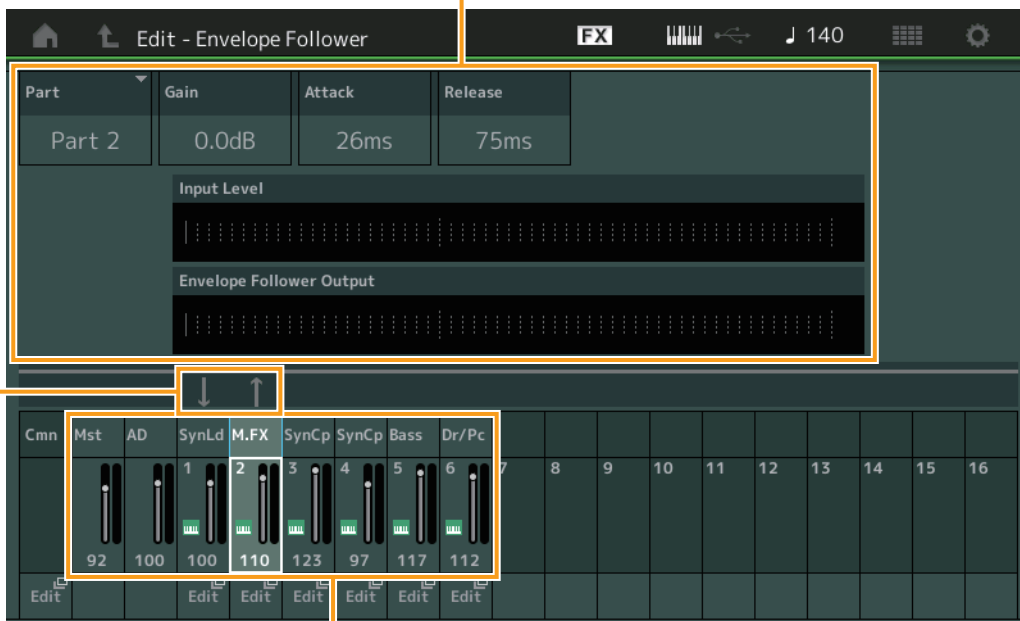 Edit - Envelope Follower FX ♩ 140
Part Gain Attack Release
Part 2 0.0dB 26ms 75ms
Input Level
Envelope Follower Output
Cmn Mst AD SynLd M.FX SynCp SynCp Bass Dr/Pc
1 2 3 4 5 6 7 8 9 10 11 12 13 14 15 16
92 100 100 110 123 97 117 112
Edit Edit Edit Edit Edit Edit Edit